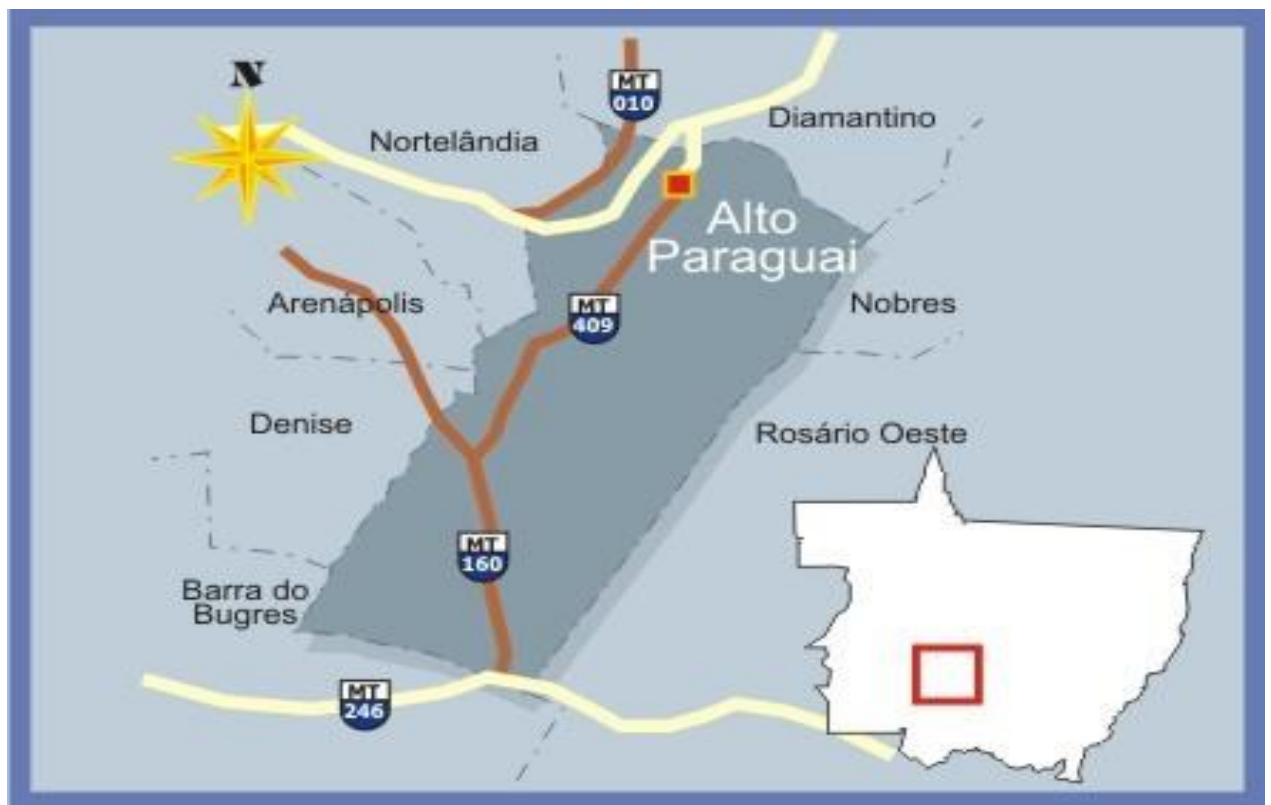 N
MT
010
Nortelândia
Diamantino
Alto
Paraguai
Arenápolis
MT
409
Nobres
Denise
Rosário Oeste
MT
160
Barra do
Bugres
MT
246